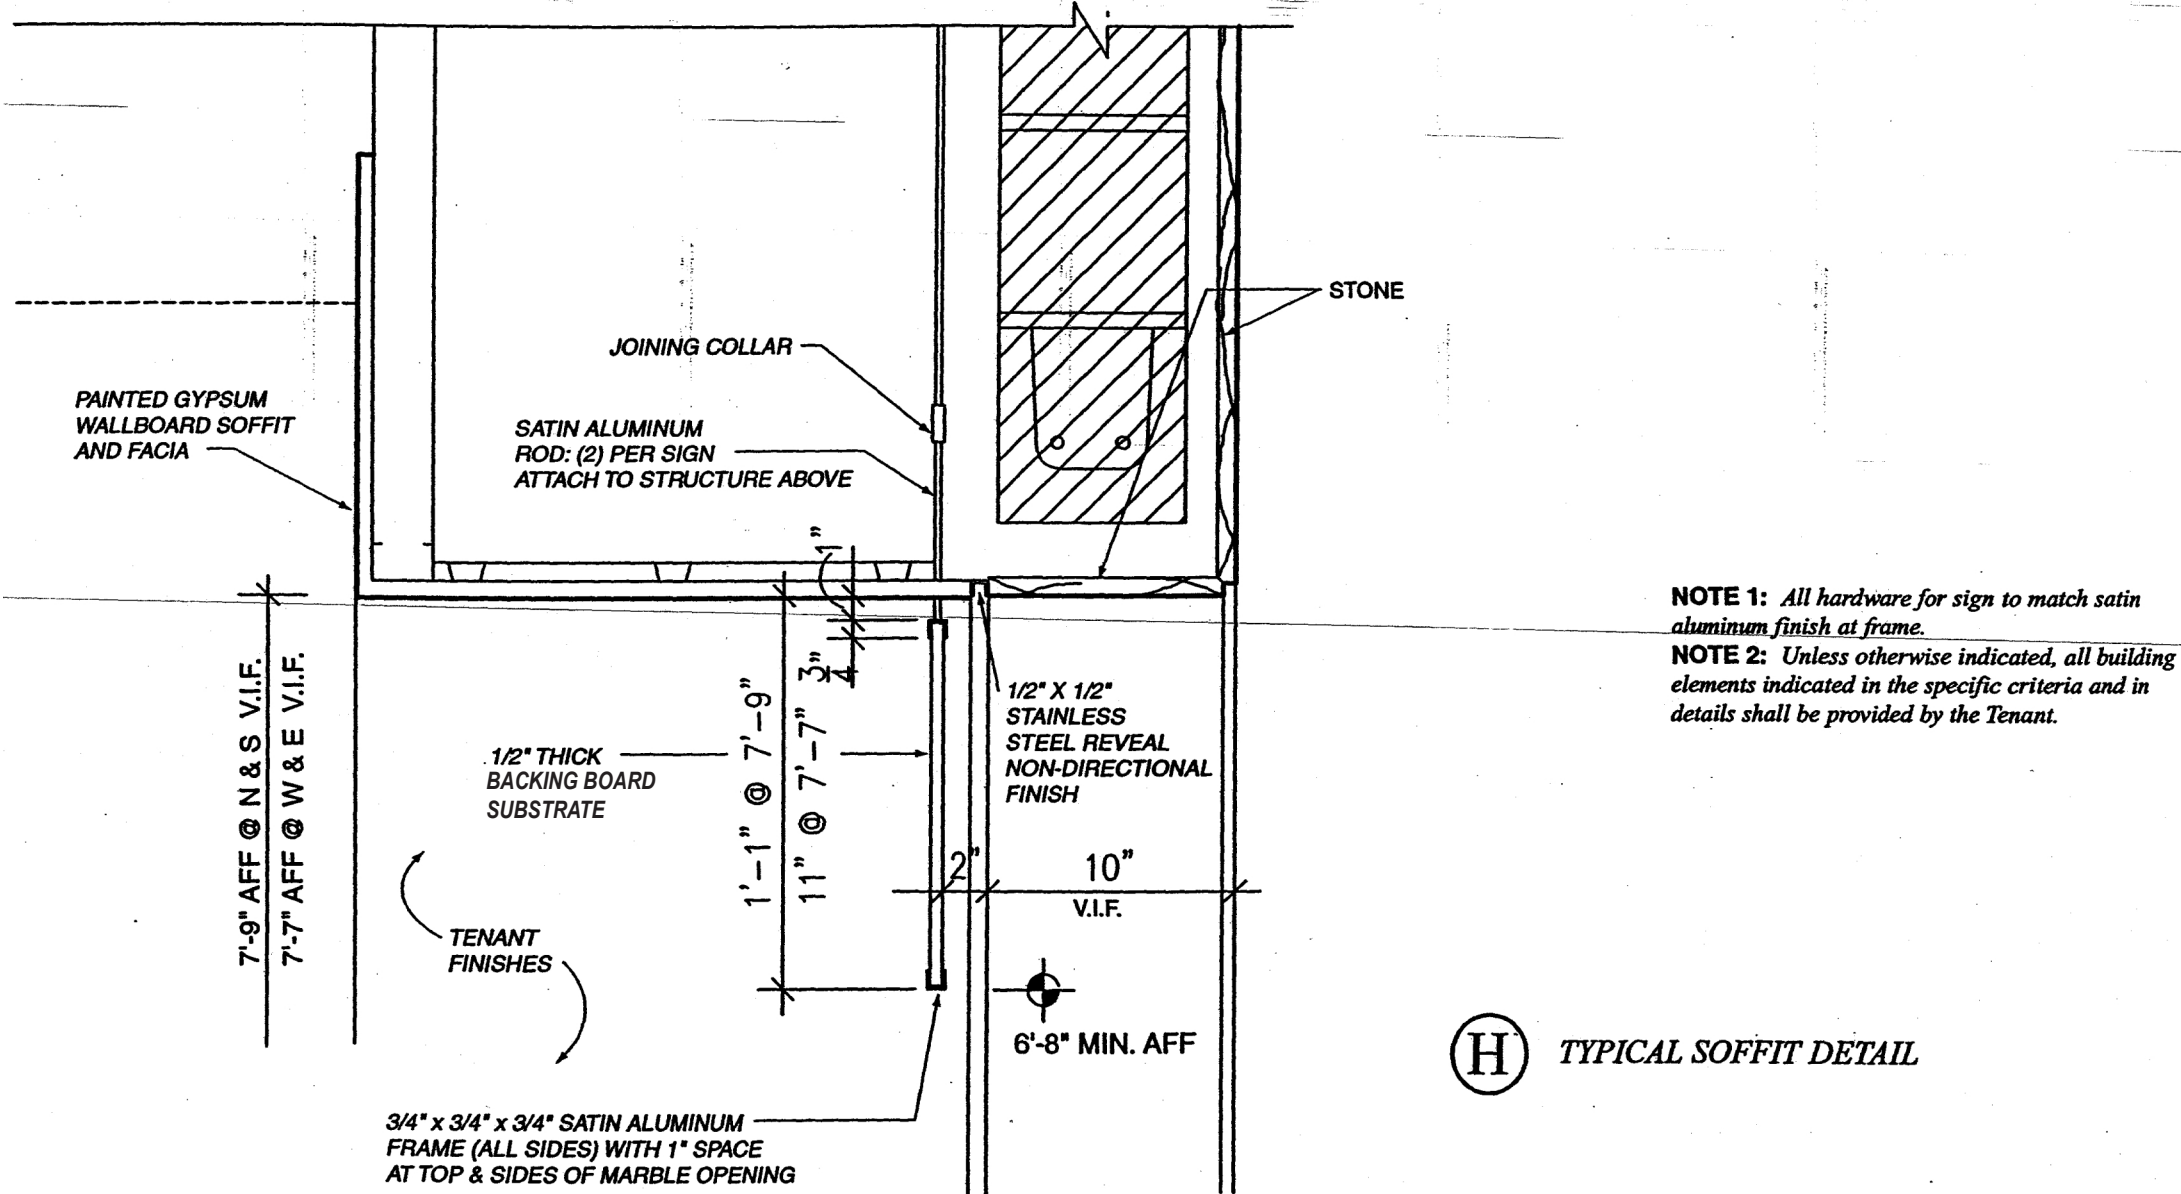 STONE
JOINING COLLAR
PAINTED GYPSUM
WALLBOARD SOFFIT
AND FACIA
SATIN ALUMINUM
ROD: (2) PER SIGN
ATTACH TO STRUCTURE ABOVE
1"
3"
4
NOTE 1: All hardware for sign to match satin
aluminum finish at frame.
NOTE 2: Unless otherwise indicated, all building
elements indicated in the specific criteria and in
details shall be provided by the Tenant.
7'-9" AFF @ N & S V.I.F.
7'-7" AFF @ W & E V.I.F.
1/2" THICK
BACKING BOARD
SUBSTRATE
1'-1" @ 7'-9"
11" @ 7'-7"
1/2" X 1/2"
STAINLESS
STEEL REVEAL
NON-DIRECTIONAL
FINISH
2"
10"
V.I.F.
TENANT
FINISHES
6'-8" MIN. AFF
H TYPICAL SOFFIT DETAIL
3/4" x 3/4" x 3/4" SATIN ALUMINUM
FRAME (ALL SIDES) WITH 1" SPACE
AT TOP & SIDES OF MARBLE OPENING